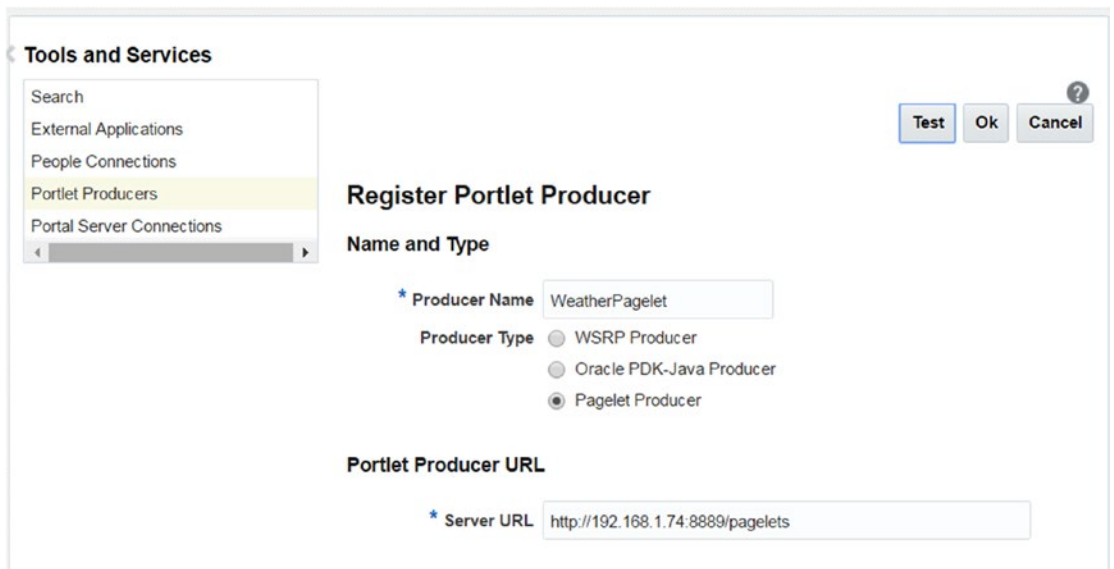 Tools and Services
Search
External Applications
People Connections
Portlet Producers
Portal Server Connections
?
Test Ok Cancel
Register Portlet Producer
Name and Type
* Producer Name WeatherPagelet
Producer Type WSRP Producer
Oracle PDK-Java Producer
Pagelet Producer
Portlet Producer URL
* Server URL http://192.168.1.74:8889/pagelets